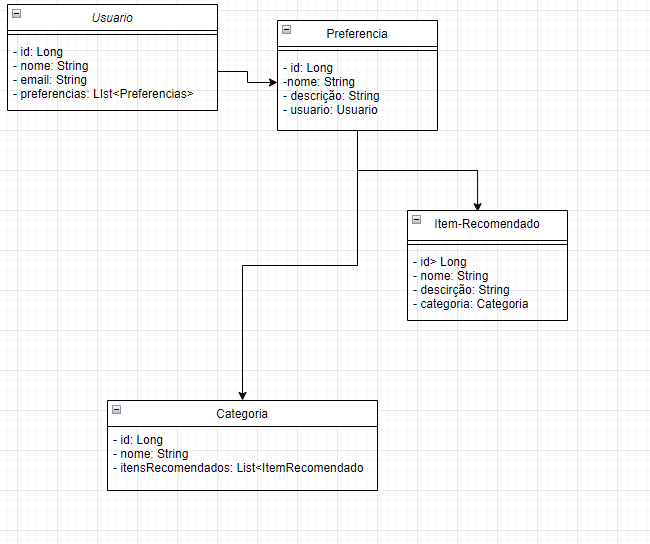 Usuario
- id: Long
- nome: String
- email: String
- preferencias: LIst<Preferencias>
Preferencia
- id: Long
-nome: String
- descrição: String
- usuario: Usuario
Item-Recomendado
- id> Long
- nome: String
- descirção: String
- categoria: Categoria
Categoria
- id: Long
- nome: String
- itensRecomendados: List<ItemRecomendado